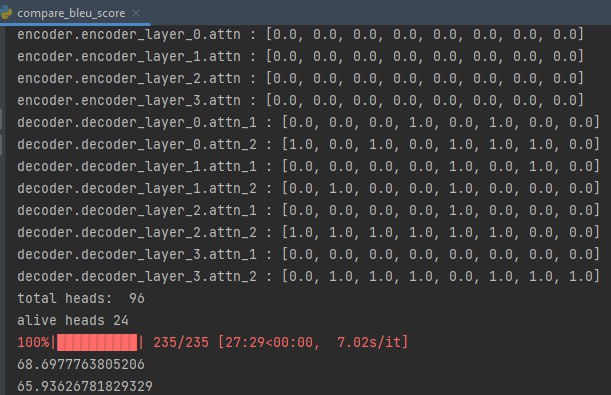 compare_bleu_score ×
encoder.encoder_layer_0.attn : [0.0, 0.0, 0.0, 0.0, 0.0, 0.0, 0.0, 0.0]
encoder.encoder_layer_1.attn : [0.0, 0.0, 0.0, 0.0, 0.0, 0.0, 0.0, 0.0]
encoder.encoder_layer_2.attn : [0.0, 0.0, 0.0, 0.0, 0.0, 0.0, 0.0, 0.0]
encoder.encoder_layer_3.attn : [0.0, 0.0, 0.0, 0.0, 0.0, 0.0, 0.0, 0.0]
decoder.decoder_layer_0.attn_1 : [0.0, 0.0, 0.0, 1.0, 0.0, 1.0, 0.0, 0.0]
decoder.decoder_layer_0.attn_2 : [1.0, 0.0, 1.0, 0.0, 1.0, 1.0, 1.0, 0.0]
decoder.decoder_layer_1.attn_1 : [0.0, 0.0, 0.0, 0.0, 1.0, 0.0, 1.0, 0.0]
decoder.decoder_layer_1.attn_2 : [0.0, 1.0, 0.0, 0.0, 1.0, 0.0, 0.0, 0.0]
decoder.decoder_layer_2.attn_1 : [0.0, 0.0, 0.0, 0.0, 1.0, 0.0, 0.0, 0.0]
decoder.decoder_layer_2.attn_2 : [1.0, 1.0, 1.0, 1.0, 1.0, 1.0, 0.0, 0.0]
decoder.decoder_layer_3.attn_1 : [0.0, 0.0, 0.0, 0.0, 0.0, 0.0, 0.0, 0.0]
decoder.decoder_layer_3.attn_2 : [0.0, 1.0, 1.0, 1.0, 0.0, 1.0, 1.0, 1.0]
total heads:  96
alive heads 24
100%|██████████| 235/235 [27:29<00:00,  7.02s/it]
68.6977763805206
65.93626781829329